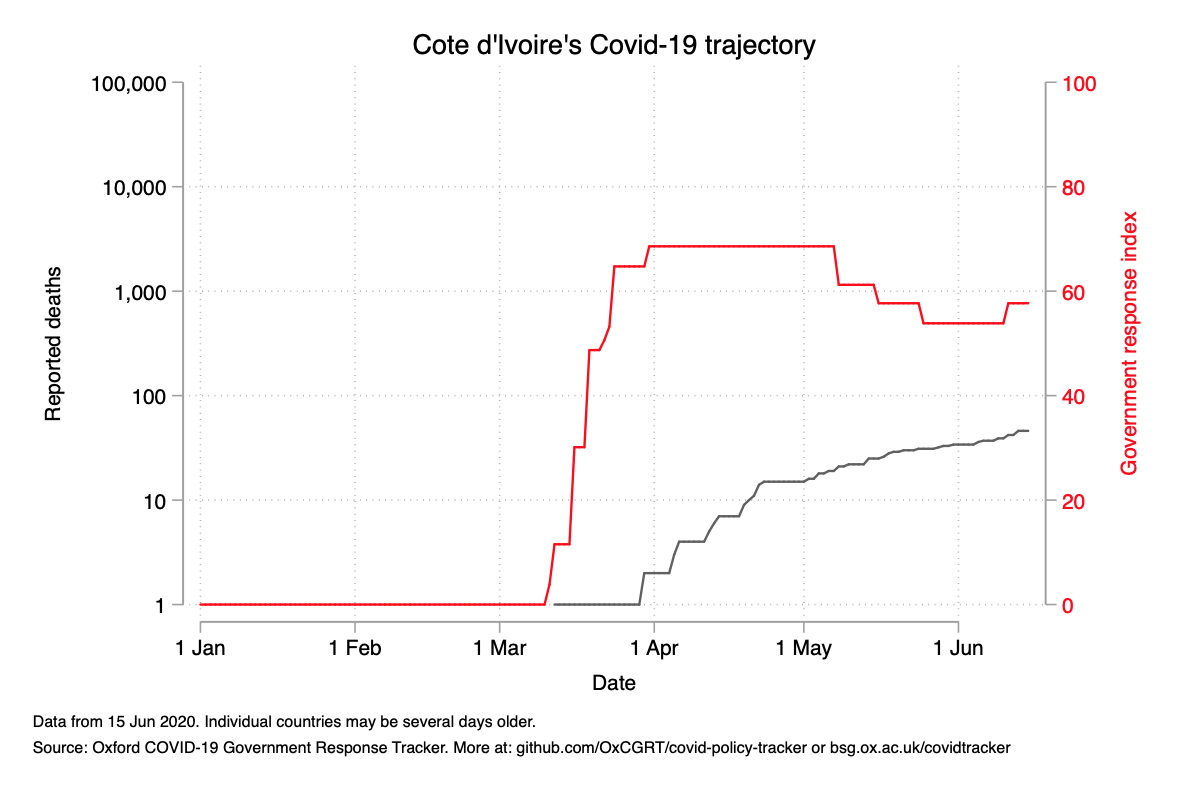 Cote d'Ivoire's Covid-19 trajectory
100,000
10,000
1,000
100
10
1
Reported deaths
100
80
60
40
20
0
Government response index
1 Jan 1 Feb 1 Mar 1 Apr 1 May 1 Jun
Date
Data from 15 Jun 2020. Individual countries may be several days older.
Source: Oxford COVID-19 Government Response Tracker. More at: github.com/OxCGRT/covid-policy-tracker or bsg.ox.ac.uk/covidtracker